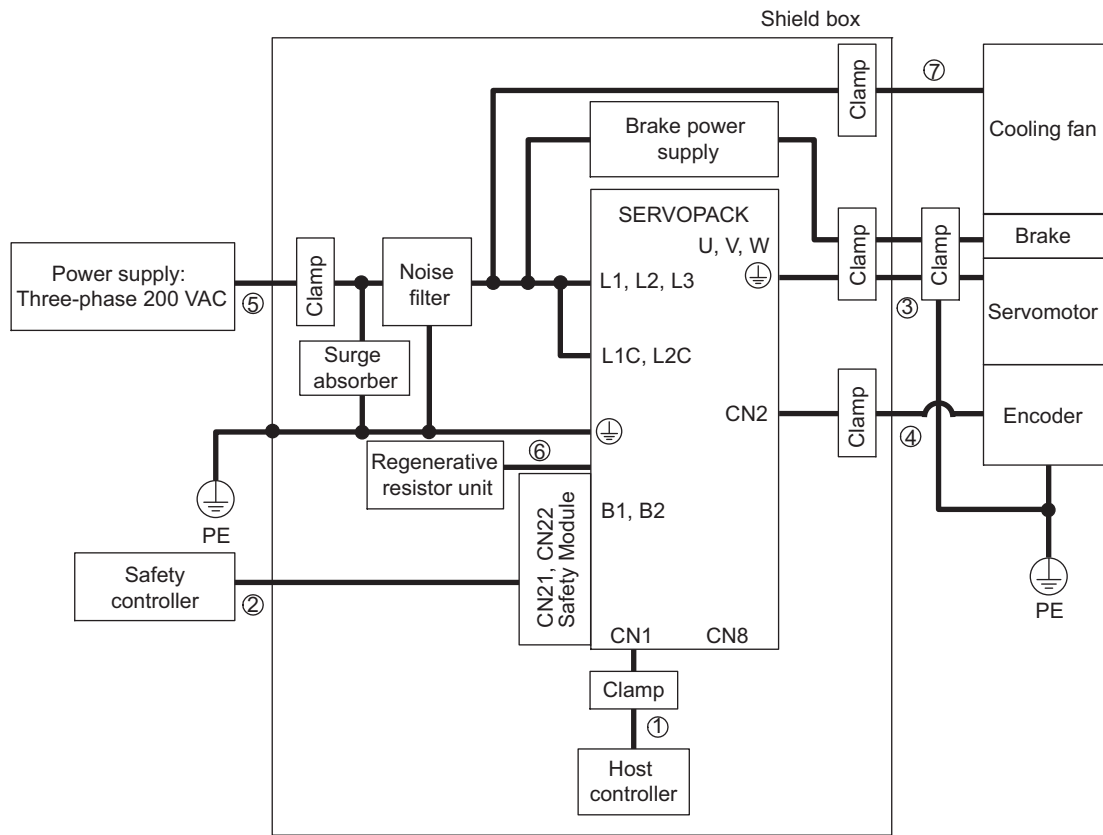 Shield box
Clamp
⑦
Cooling fan
Brake power
supply
SERVOPACK
U, V, W
Clamp
Clamp
Brake
Power supply:
Three-phase 200 VAC
⑤
Clamp
Noise
filter
L1, L2, L3
③
Servomotor
Surge
absorber
L1C, L2C
CN2
Clamp
④
Encoder
Regenerative
resistor unit
⑥
B1, B2
PE
CN21, CN22
Safety Module
Safety
controller
②
PE
CN1
CN8
Clamp
①
Host
controller